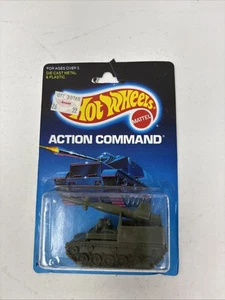 FOR AGES OVER 3
DIE CAST METAL
& PLASTIC
Hot Wheels
MATTEL
ACTION COMMAND